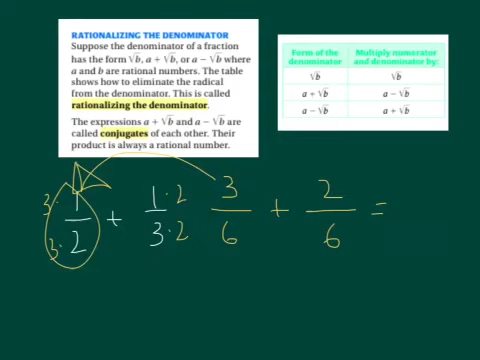 RATIONALIZING THE DENOMINATOR
Suppose the denominator of a fraction
has the form √b, a + √b, or a − √b where
a and b are rational numbers. The table
shows how to eliminate the radical
from the denominator. This is called
rationalizing the denominator.
The expressions a + √b and a − √b are
called conjugates of each other. Their
product is always a rational number.
Form of the denominator
Multiply numerator and denominator by:
√b √b
a + √b a − √b
a − √b a + √b
3· 1 1 · 2 3 2
+ + =
3· 2 3 · 2 6 6